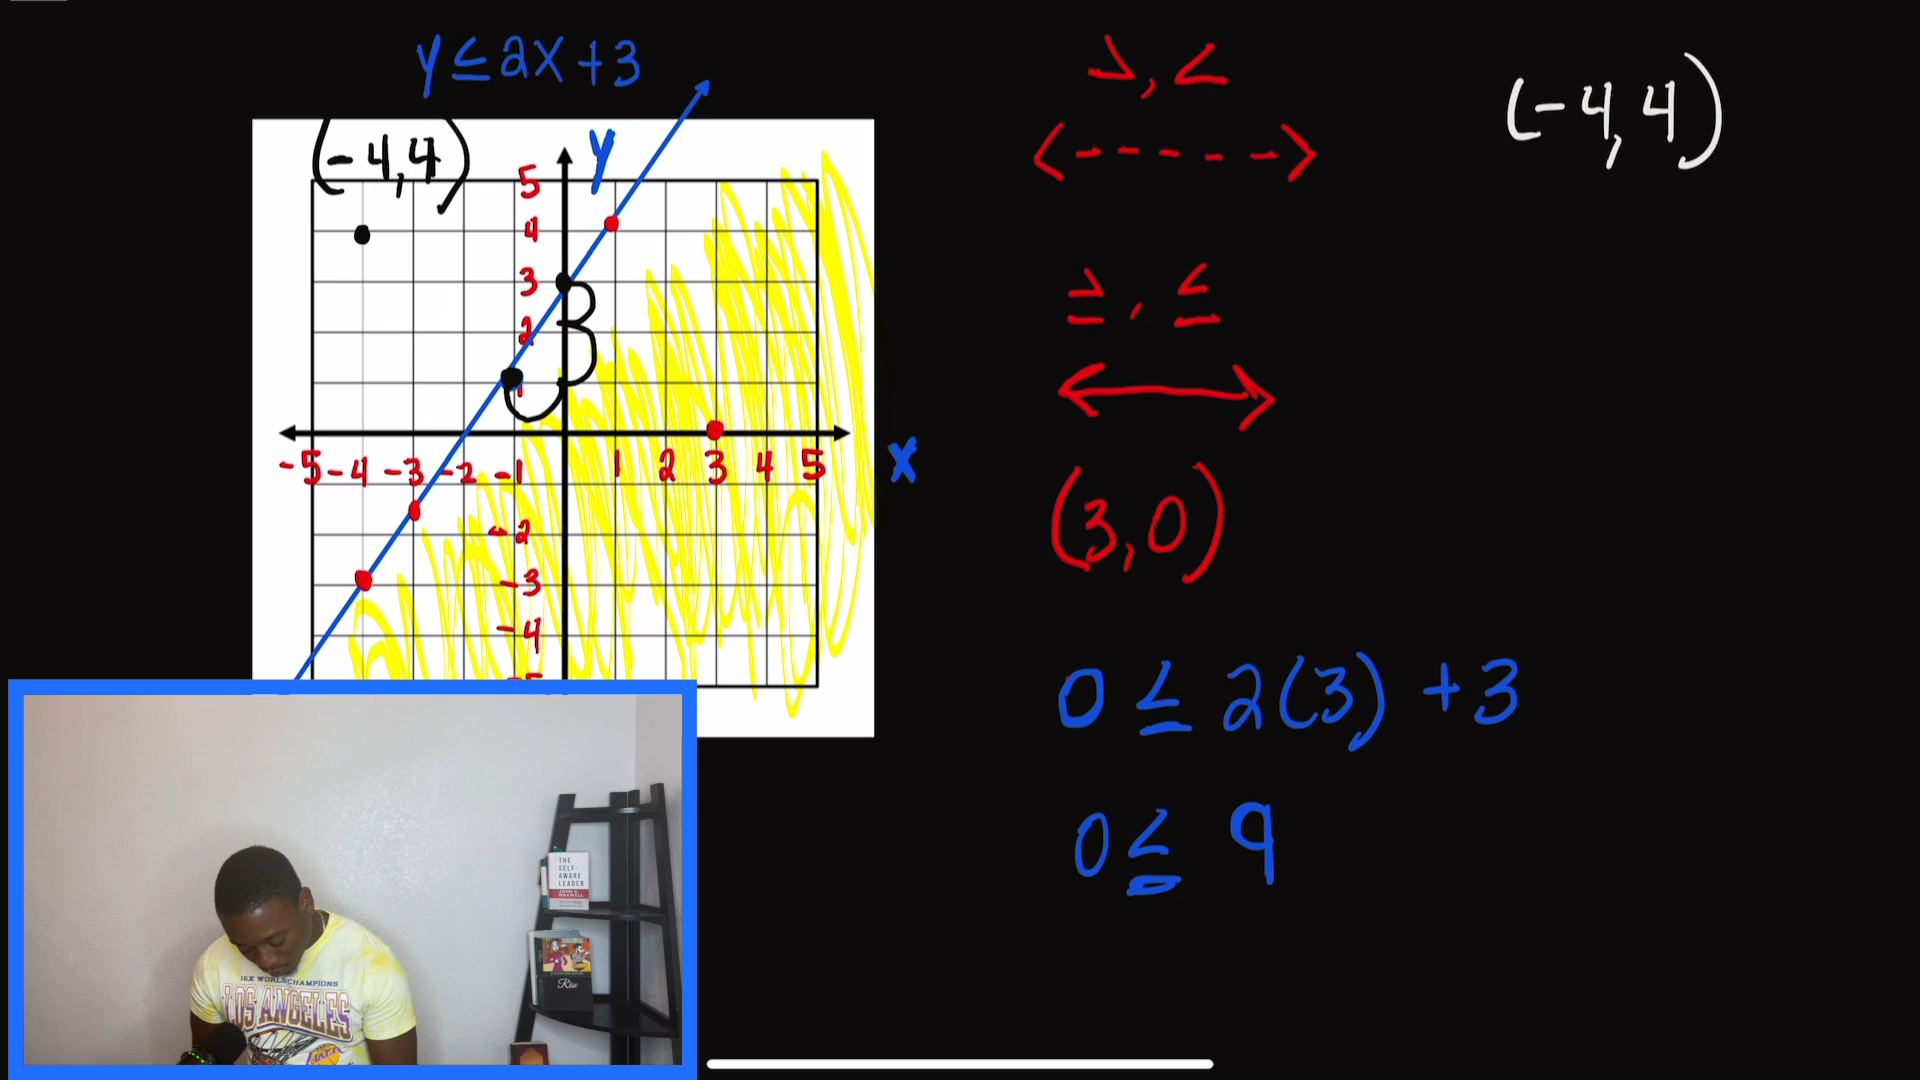 y ≤ 2x + 3
(-4,4)
y
5
4
3
2
1
-5 -4 -3 -2 -1 1 2 3 4 5
x
-2
-3
-4
>, <
≥, ≤
(3,0)
0 ≤ 2(3) + 3
0 ≤ 9
(-4,4)
THE
SELF-
AWARE
LEADER
JOHN C.
MAXWELL
Rise
16X WORLD CHAMPIONS
LOS ANGELES